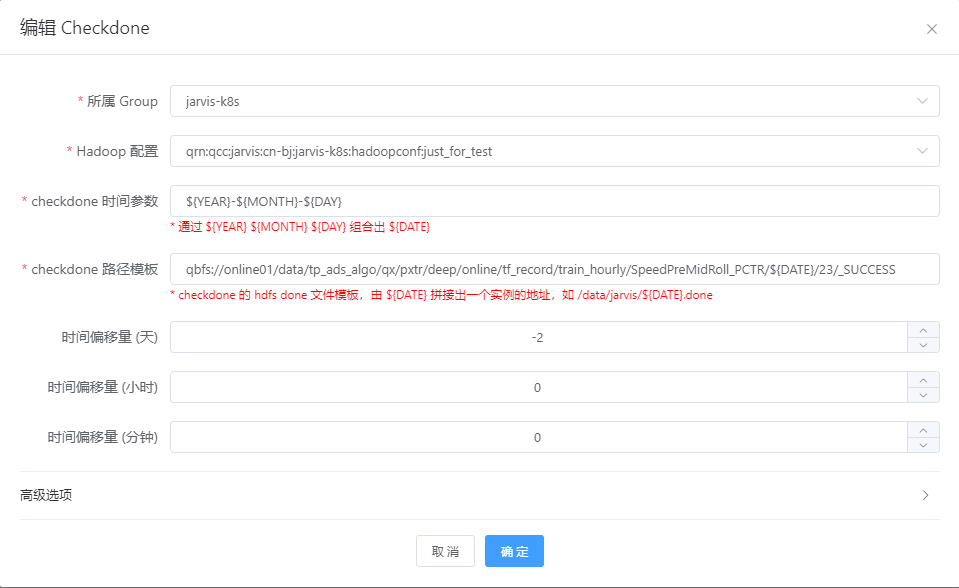 编辑 Checkdone
* 所属 Group
jarvis-k8s
* Hadoop 配置
qrn:qcc:jarvis:cn-bj:jarvis-k8s:hadoopconf:just_for_test
* checkdone 时间参数
${YEAR}-${MONTH}-${DAY}
* 通过 ${YEAR} ${MONTH} ${DAY} 组合出 ${DATE}
* checkdone 路径模板
qbfs://online01/data/tp_ads_algo/qx/pxtr/deep/online/tf_record/train_hourly/SpeedPreMidRoll_PCTR/${DATE}/23/_SUCCESS
* checkdone 的 hdfs done 文件模板，由 ${DATE} 拼接出一个实例的地址，如 /data/jarvis/${DATE}.done
时间偏移量 (天)
-2
时间偏移量 (小时)
0
时间偏移量 (分钟)
0
高级选项
取消
确定